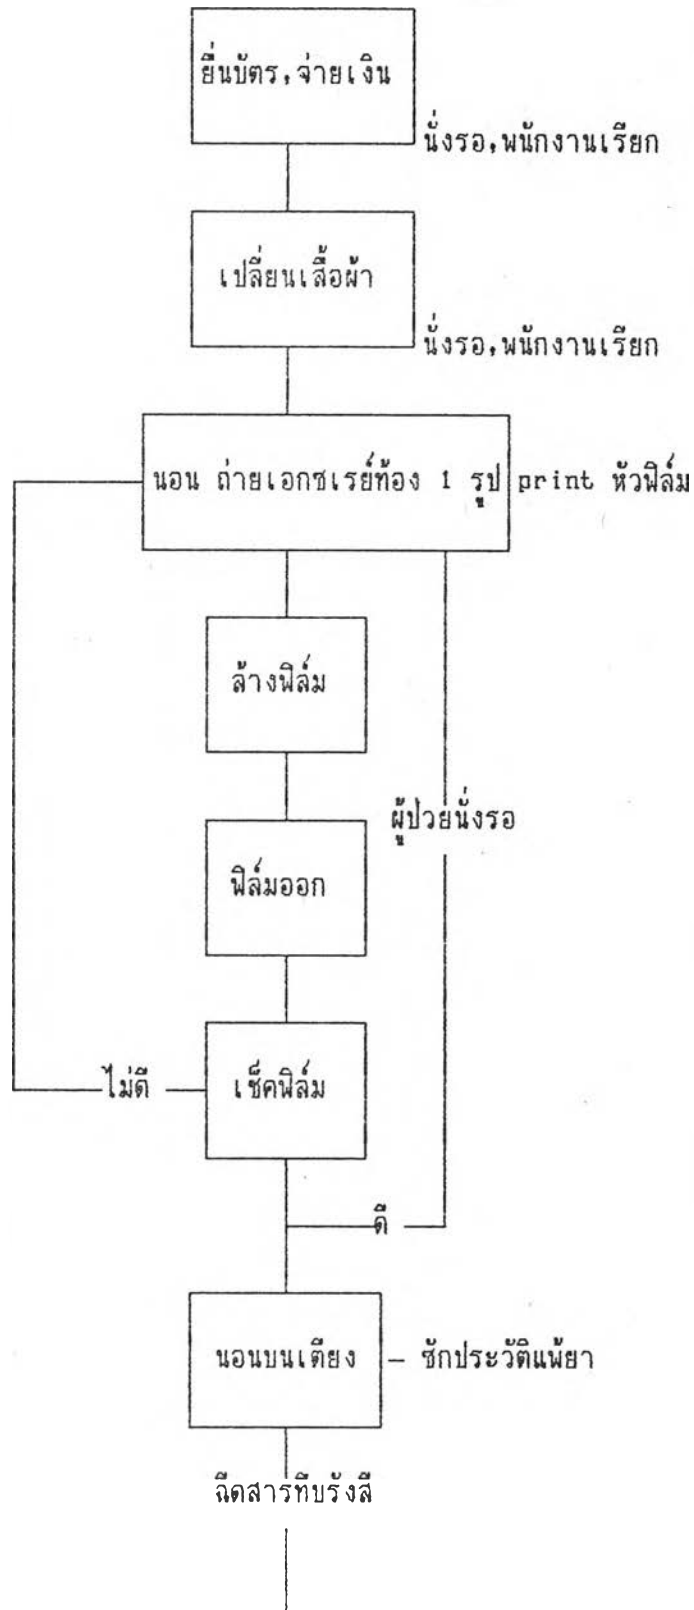 ยื่นบัตร,จ่ายเงิน
นั่งรอ,พนักงานเรียก
เปลี่ยนเสื้อผ้า
นั่งรอ,พนักงานเรียก
นอน ถ่ายเอกซเรย์ท้อง 1 รูป print หัวฟิล์ม
ล้างฟิล์ม
ผู้ป่วยนั่งรอ
ฟิล์มออก
ไม่ดี
เช็คฟิล์ม
ดี
นอนบนเตียง - ซักประวัติแพ้ยา
ฉีดสารทึบรังสี